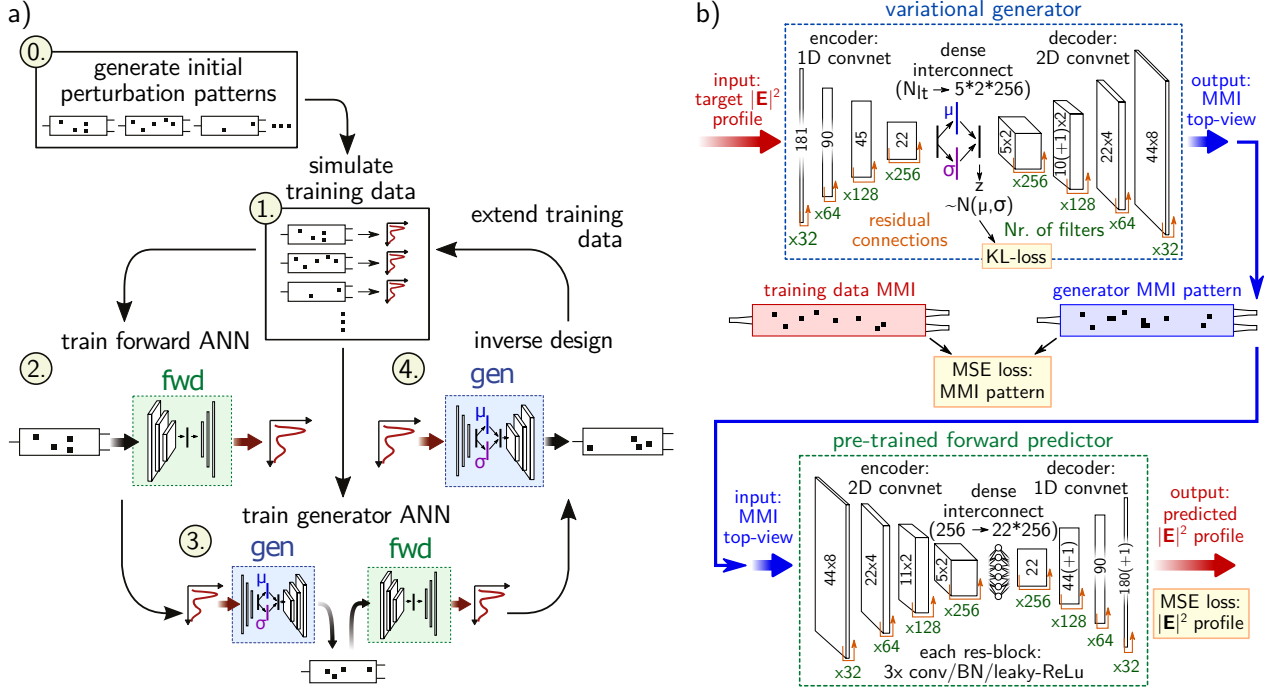 a)
0.
generate initial
perturbation patterns
simulate
training data
1.
extend training
data
train forward ANN
2.
fwd
inverse design
4.
gen
μ
σ
train generator ANN
3.
gen
μ
σ
fwd
b)
variational generator
input:
target |E|²
profile
encoder:
1D convnet
dense
interconnect
(Nlt → 5*2*256)
decoder:
2D convnet
output:
MMI
top-view
181
90
45
22
μ
σ
z
~N(μ,σ)
KL-loss
5x2
10(+1)x2
22x4
44x8
x32
x64
x128
x256
x256
x128
x64
x32
residual
connections
Nr. of filters
training data MMI
generator MMI pattern
MSE loss:
MMI pattern
pre-trained forward predictor
input:
MMI
top-view
encoder:
2D convnet
dense
interconnect
(256 → 22*256)
decoder:
1D convnet
output:
predicted
|E|² profile
44x8
22x4
11x2
5x2
22
44(+1)
90
180(+1)
x32
x64
x128
x256
x256
x128
x64
x32
MSE loss:
|E|² profile
each res-block:
3x conv/BN/leaky-ReLu